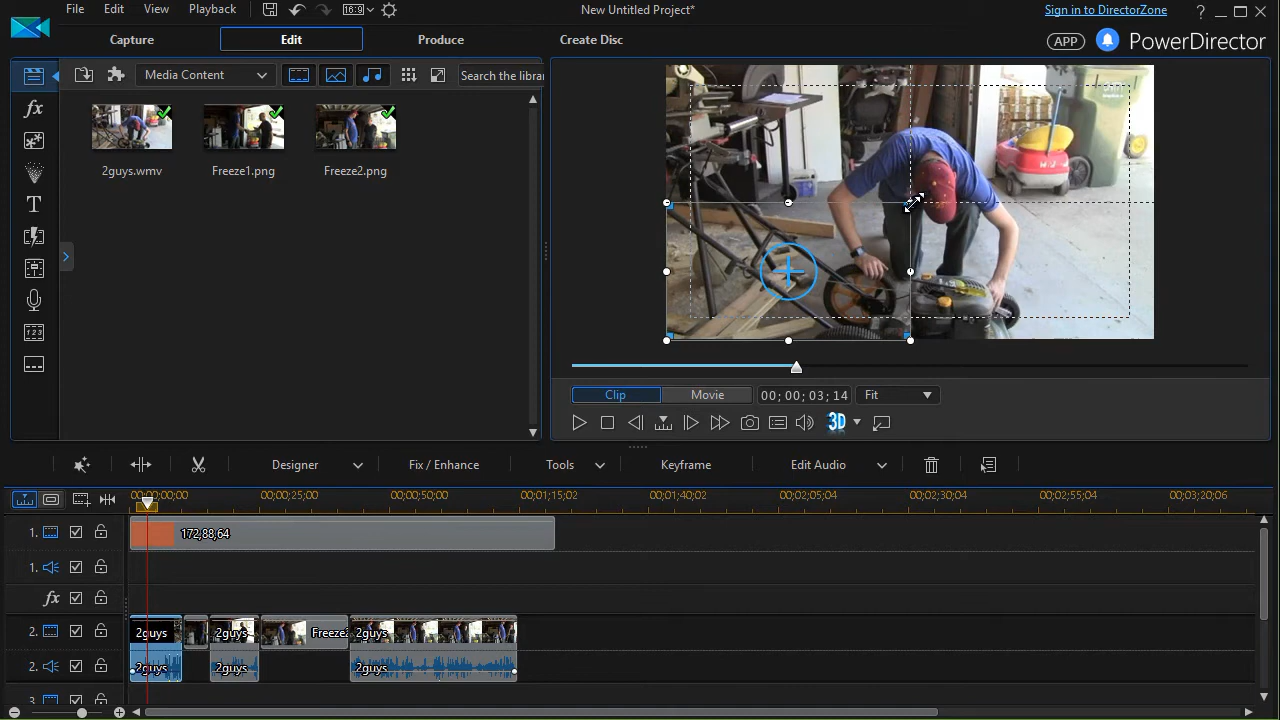 File Edit View Playback 16:9 New Untitled Project* Sign in to DirectorZone ?
Capture Edit Produce Create Disc APP PowerDirector
Media Content Search the librar
2guys.wmv Freeze1.png Freeze2.png
fx
T
Clip Movie 00; 00; 03; 14 Fit
3D
Designer Fix / Enhance Tools Keyframe Edit Audio
00;00;00;00 00;00;25;00 00;00;50;00 00;01;15;02 00;01;40;02 00;02;05;04 00;02;30;04 00;02;55;04 00;03;20;06
1. 172,88,64
1.
fx
2. 2guys 2guys Freeze2 2guys
2. 2guys 2guys 2guys
3.